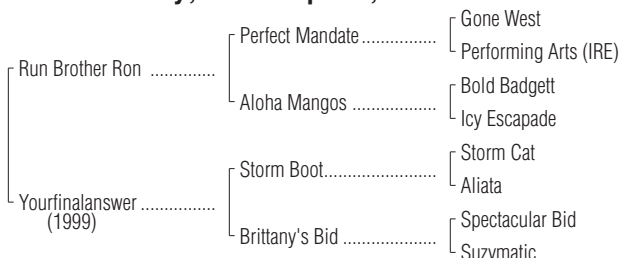 Gone West
Perfect Mandate..............
Performing Arts (IRE)
Run Brother Ron .............
Bold Badgett
Aloha Mangos ..................
Icy Escapade
Storm Cat
Storm Boot......................
Aliata
Yourfinalanswer ...............
(1999)
Spectacular Bid
Brittany's Bid ...................
Suzymatic